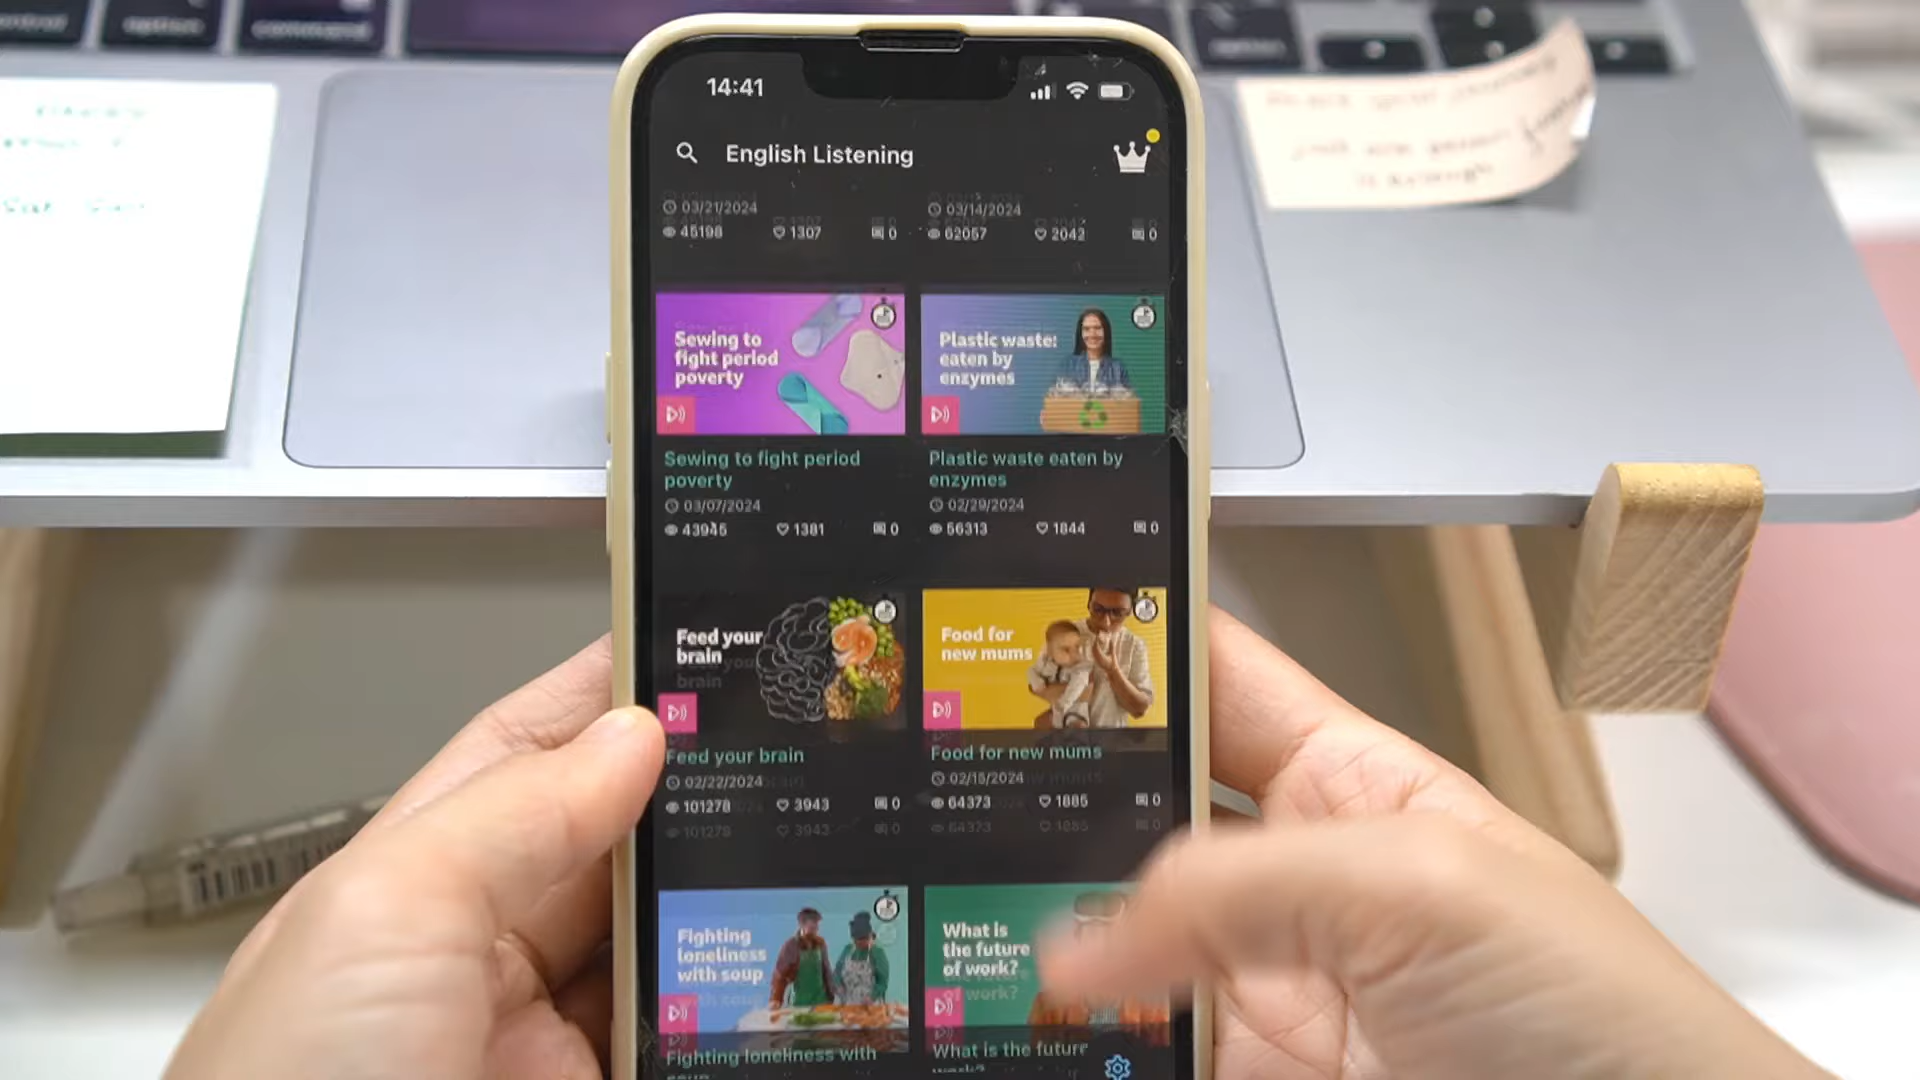 control
option
command
option
14:41
English Listening
03/21/2024
03/14/2024
45198 1307 0
62057 2042 0
Sewing to
fight period
poverty
Plastic waste:
eaten by
enzymes
Sewing to fight period
poverty
Plastic waste eaten by
enzymes
03/07/2024
02/29/2024
43945 1381 0
56313 1844 0
Feed your
brain
Food for
new mums
Feed your brain
Food for new mums
02/22/2024
02/15/2024
101278 3943 0
64373 1885 0
Fighting
loneliness
with soup
What is
the future
of work?
Fighting loneliness with
What is the future